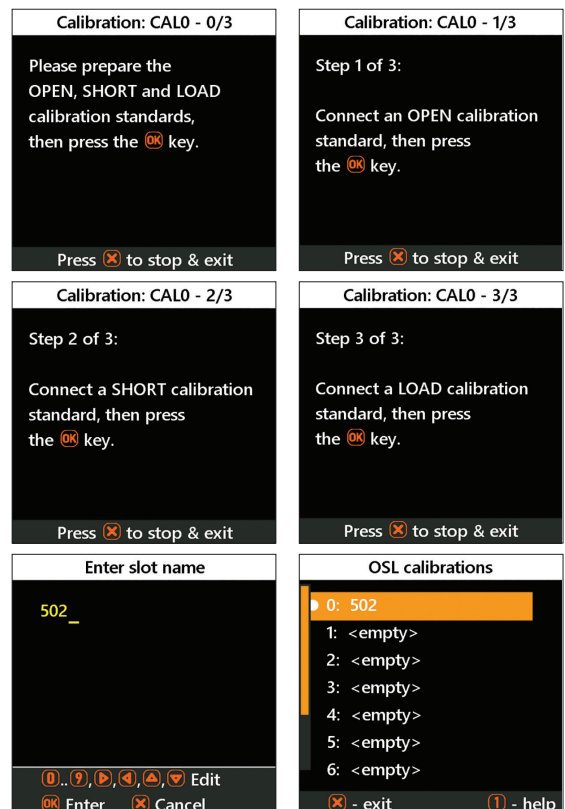 Calibration: CAL0 - 0/3
Please prepare the
OPEN, SHORT and LOAD
calibration standards,
then press the OK key.
Press X to stop & exit
Calibration: CAL0 - 1/3
Step 1 of 3:
Connect an OPEN calibration
standard, then press
the OK key.
Press X to stop & exit
Calibration: CAL0 - 2/3
Step 2 of 3:
Connect a SHORT calibration
standard, then press
the OK key.
Press X to stop & exit
Calibration: CAL0 - 3/3
Step 3 of 3:
Connect a LOAD calibration
standard, then press
the OK key.
Press X to stop & exit
Enter slot name
502_
0..9,▶,◀,▲,▼ Edit
OK Enter X Cancel
OSL calibrations
0: 502
1: <empty>
2: <empty>
3: <empty>
4: <empty>
5: <empty>
6: <empty>
X - exit 1 - help